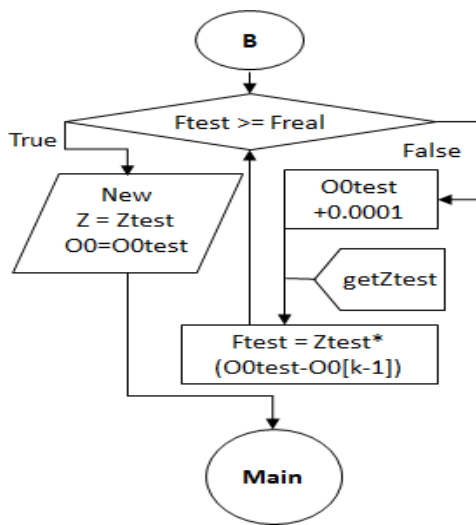 B
Ftest >= Freal
True
False
New
Z = Ztest
O0=O0test
O0test
+0.0001
getZtest
Ftest = Ztest*
(O0test-O0[k-1])
Main